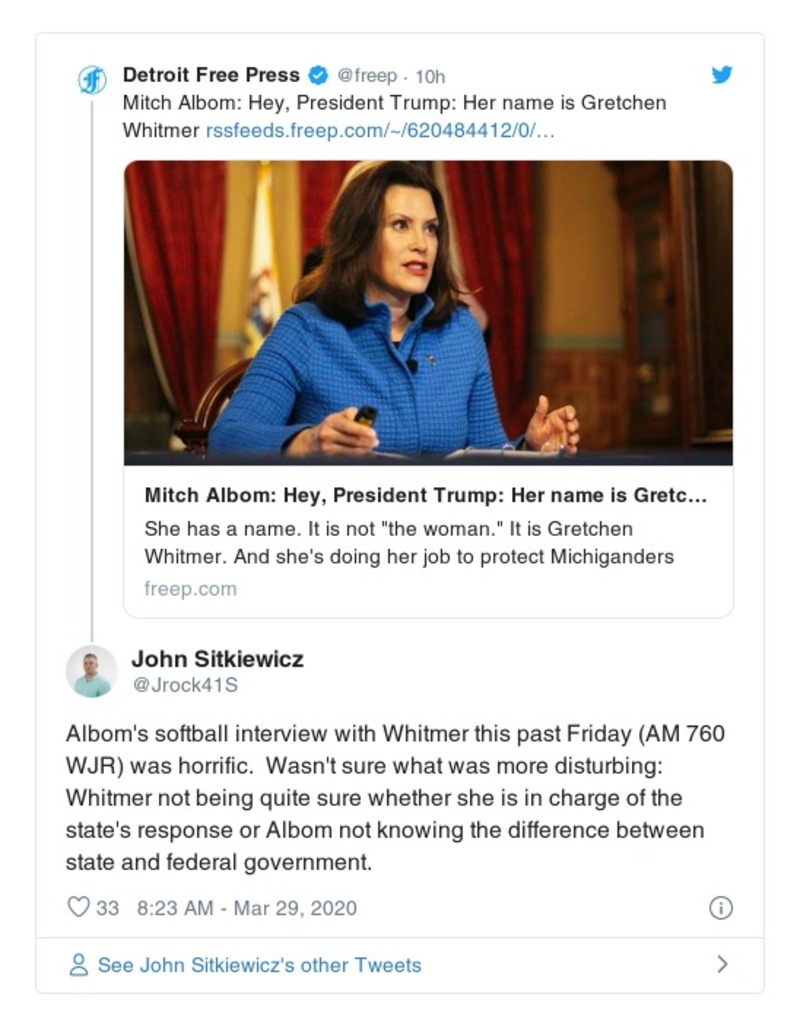 Detroit Free Press @freep · 10h
Mitch Albom: Hey, President Trump: Her name is Gretchen
Whitmer rssfeeds.freep.com/~/620484412/0/…
Mitch Albom: Hey, President Trump: Her name is Gretc...
She has a name. It is not "the woman." It is Gretchen
Whitmer. And she's doing her job to protect Michiganders
freep.com
John Sitkiewicz
@Jrock41S
Albom's softball interview with Whitmer this past Friday (AM 760
WJR) was horrific.  Wasn't sure what was more disturbing:
Whitmer not being quite sure whether she is in charge of the
state's response or Albom not knowing the difference between
state and federal government.
33 8:23 AM - Mar 29, 2020
See John Sitkiewicz's other Tweets